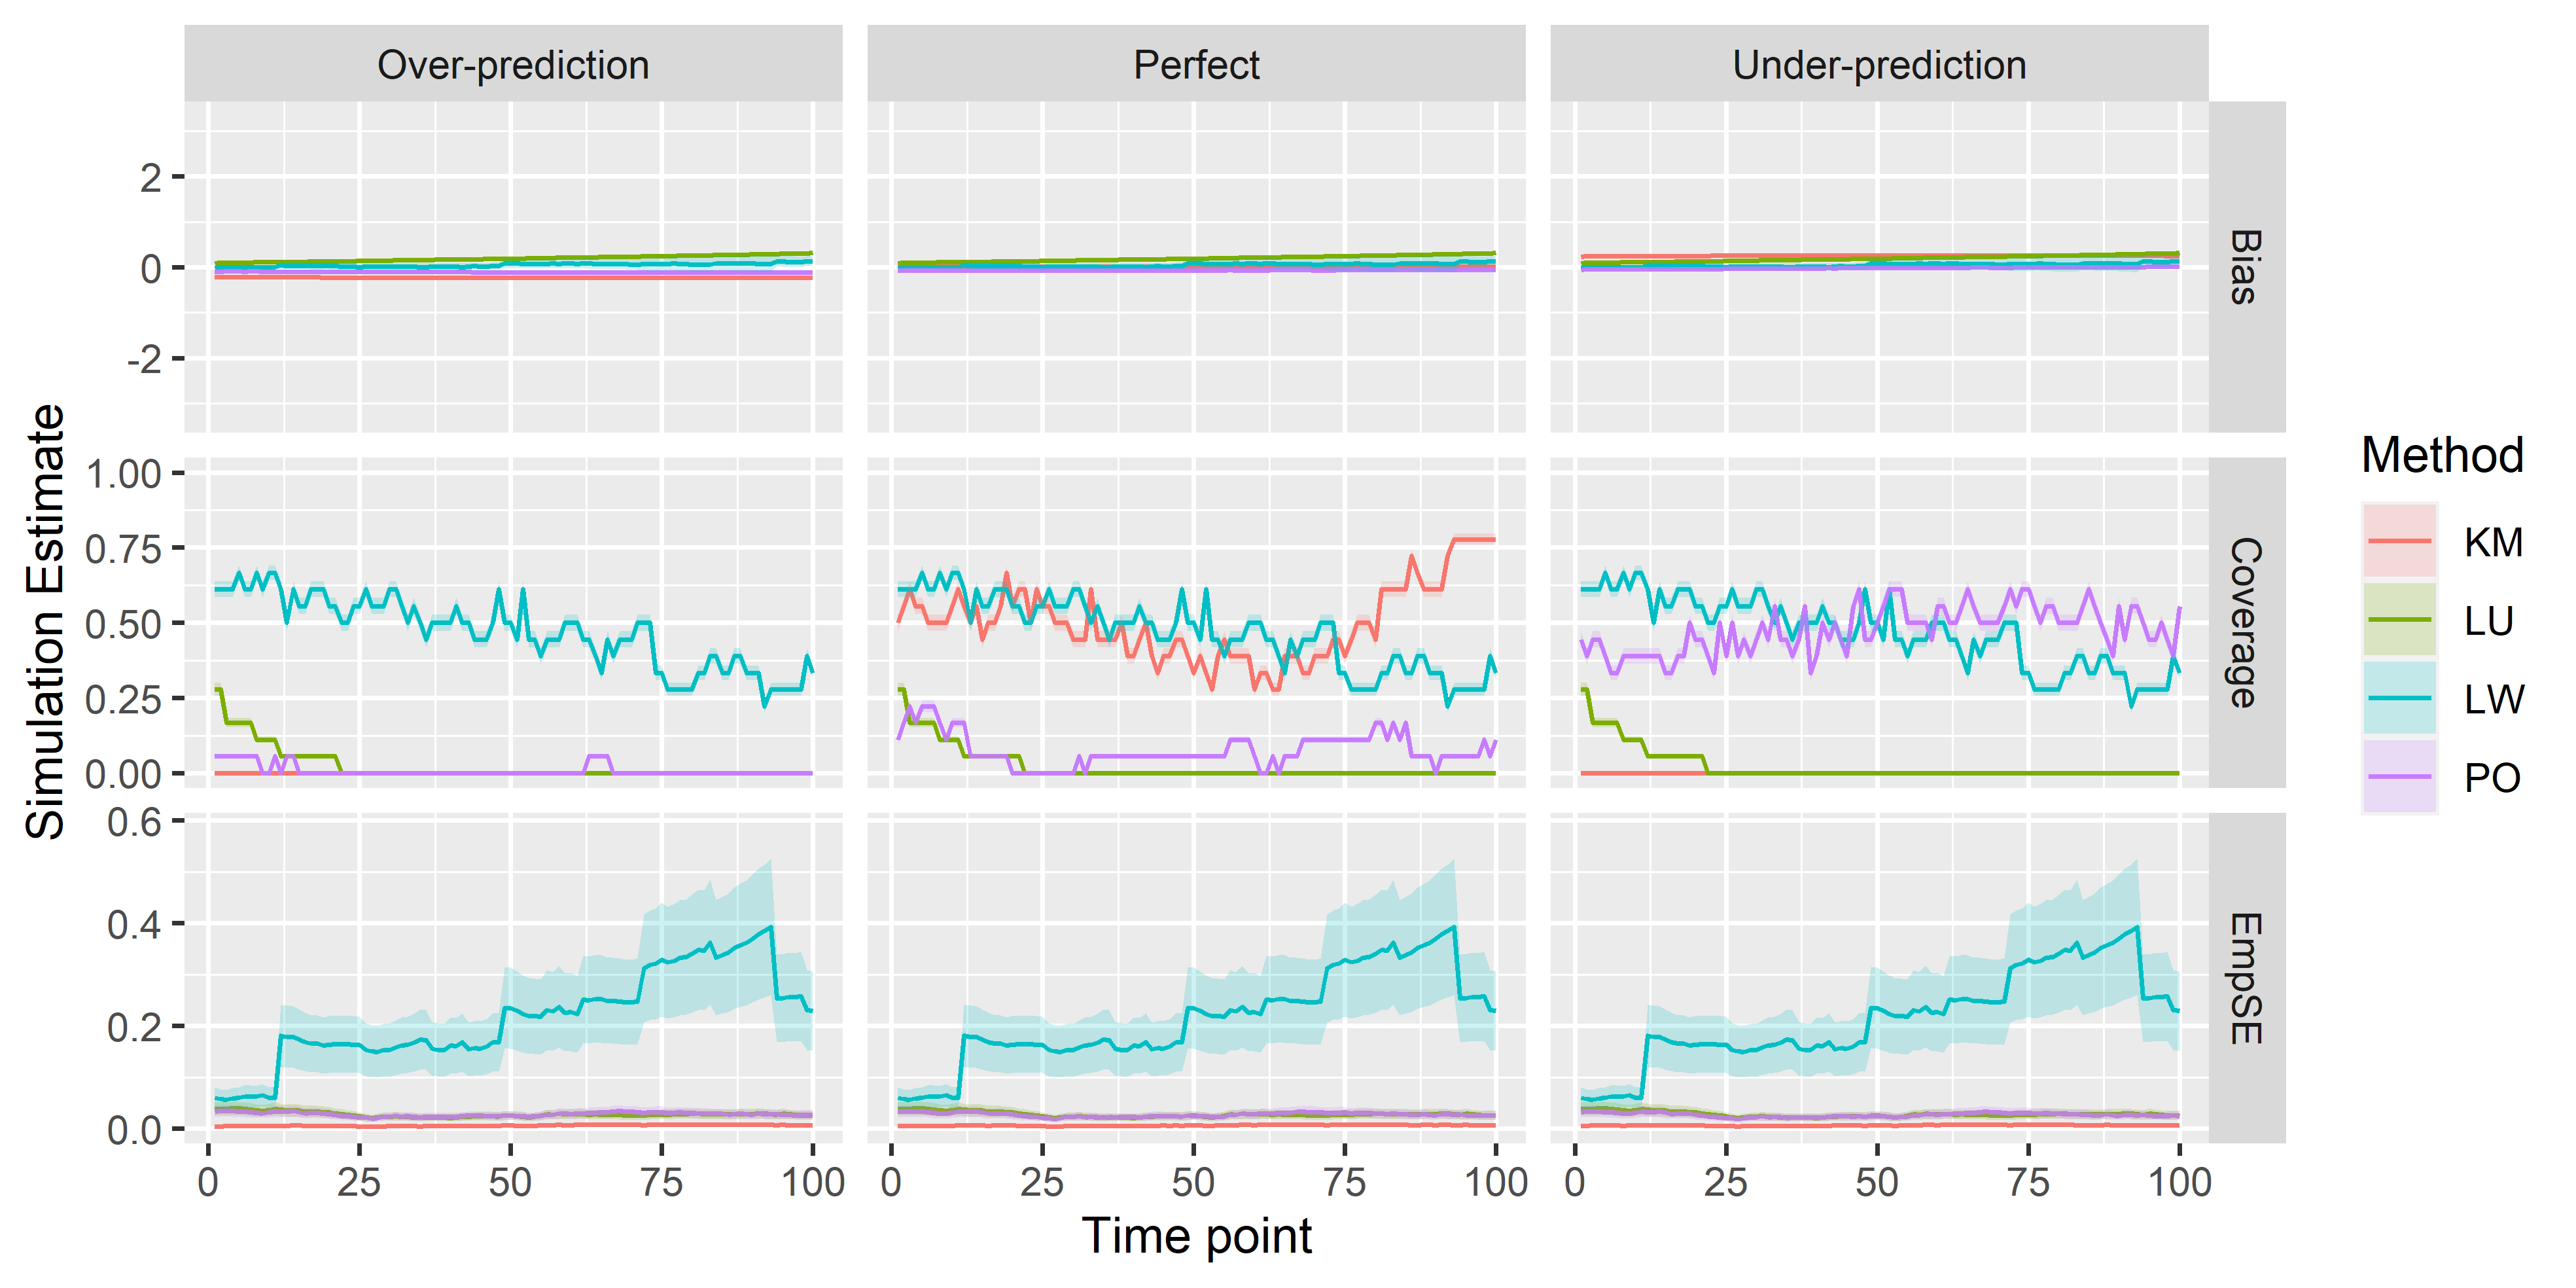 Over-prediction
Perfect
Under-prediction
Simulation Estimate
2
0
-2
Bias
1.00
0.75
0.50
0.25
0.00
Coverage
0.6
0.4
0.2
0.0
EmpSE
0 25 50 75 100
0 25 50 75 100
0 25 50 75 100
Time point
Method
KM
LU
LW
PO